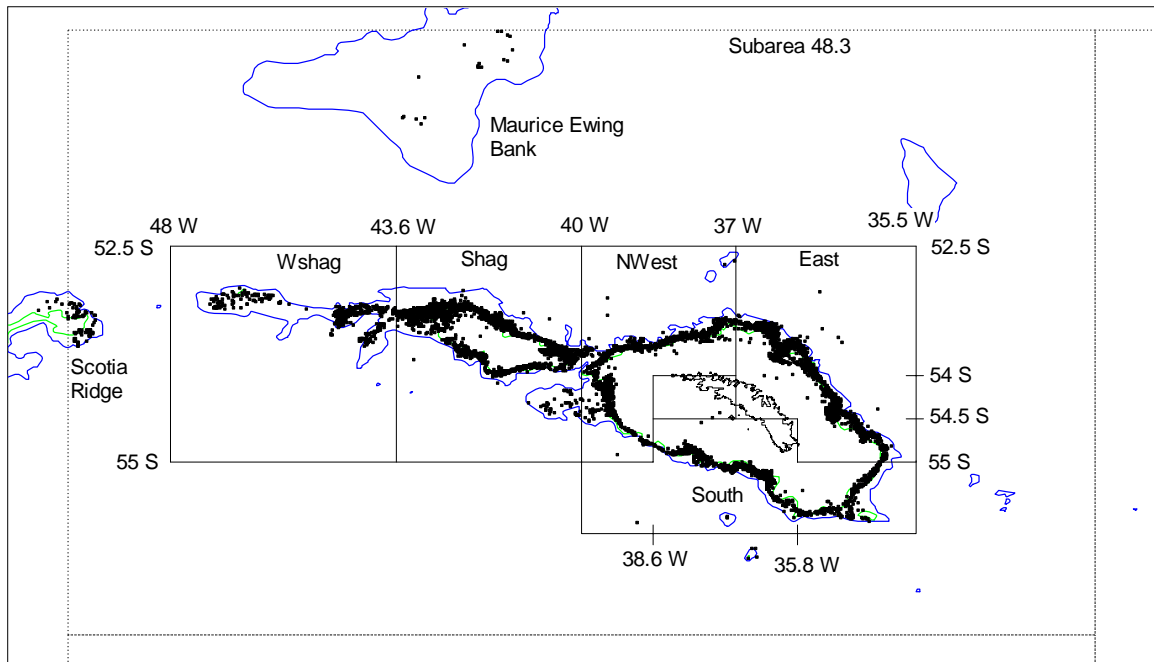 Subarea 48.3
Maurice Ewing
Bank
48 W
43.6 W
40 W
37 W
35.5 W
52.5 S
52.5 S
Wshag
Shag
NWest
East
Scotia
Ridge
54 S
54.5 S
55 S
55 S
South
38.6 W
35.8 W